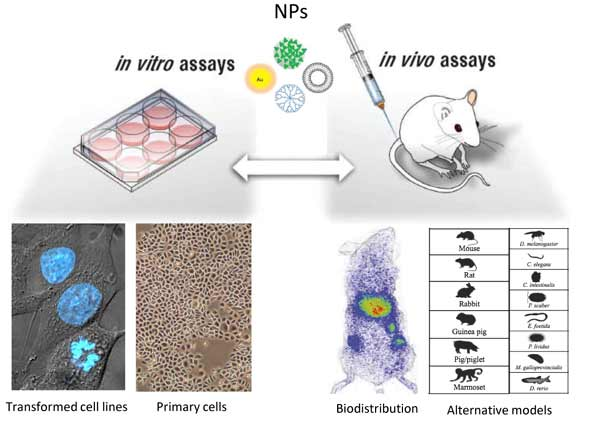 NPs
in vitro assays
in vivo assays
Au
Mouse
Rat
Rabbit
Guinea pig
Pig/piglet
Marmoset
D. melanogaster
C. elegans
C. intestinalis
P. scaber
E. foetida
P. lividus
M. galloprovincialis
D. rerio
Transformed cell lines
Primary cells
Biodistribution
Alternative models